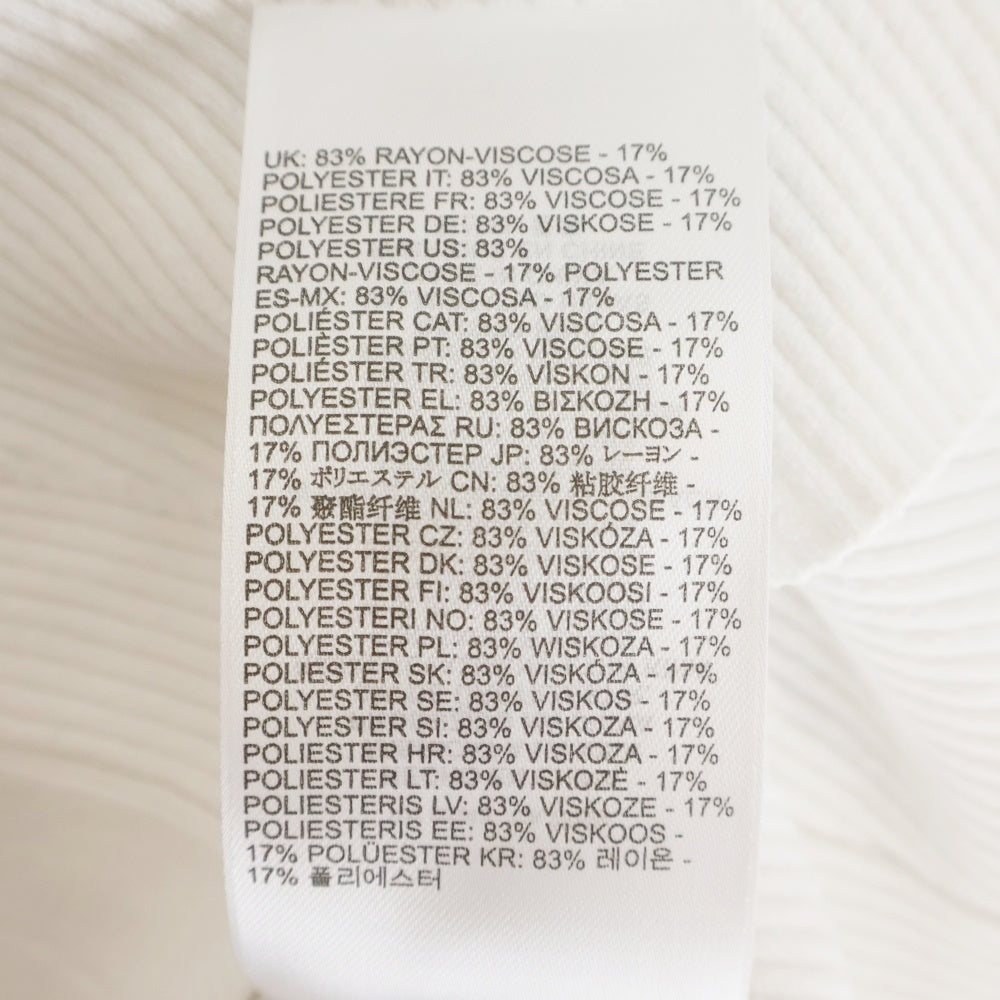 UK: 83% RAYON-VISCOSE - 17%
POLYESTER IT: 83% VISCOSA - 17%
POLIESTERE FR: 83% VISCOSE - 17%
POLYESTER DE: 83% VISKOSE - 17%
POLYESTER US: 83%
RAYON-VISCOSE - 17% POLYESTER
ES-MX: 83% VISCOSA - 17%
POLIÉSTER CAT: 83% VISCOSA - 17%
POLIÈSTER PT: 83% VISCOSE - 17%
POLIÉSTER TR: 83% VİSKON - 17%
POLYESTER EL: 83% ΒΙΣΚΟΖΗ - 17%
ΠΟΛΥΕΣΤΕΡΑΣ RU: 83% ВИСКОЗА -
17% ПОЛИЭСТЕР JP: 83% レーヨン -
17% ポリエステル CN: 83% 粘胶纤维 -
17% 聚酯纤维 NL: 83% VISCOSE - 17%
POLYESTER CZ: 83% VISKÓZA - 17%
POLYESTER DK: 83% VISKOSE - 17%
POLYESTER FI: 83% VISKOOSI - 17%
POLYESTERI NO: 83% VISKOSE - 17%
POLYESTER PL: 83% WISKOZA - 17%
POLIESTER SK: 83% VISKÓZA - 17%
POLYESTER SE: 83% VISKOS - 17%
POLYESTER SI: 83% VISKOZA - 17%
POLIESTER HR: 83% VISKOZA - 17%
POLIESTER LT: 83% VISKOZĖ - 17%
POLIESTERIS LV: 83% VISKOZE - 17%
POLIESTERIS EE: 83% VISKOOS -
17% POLÜESTER KR: 83% 레이온 -
17% 폴리에스터